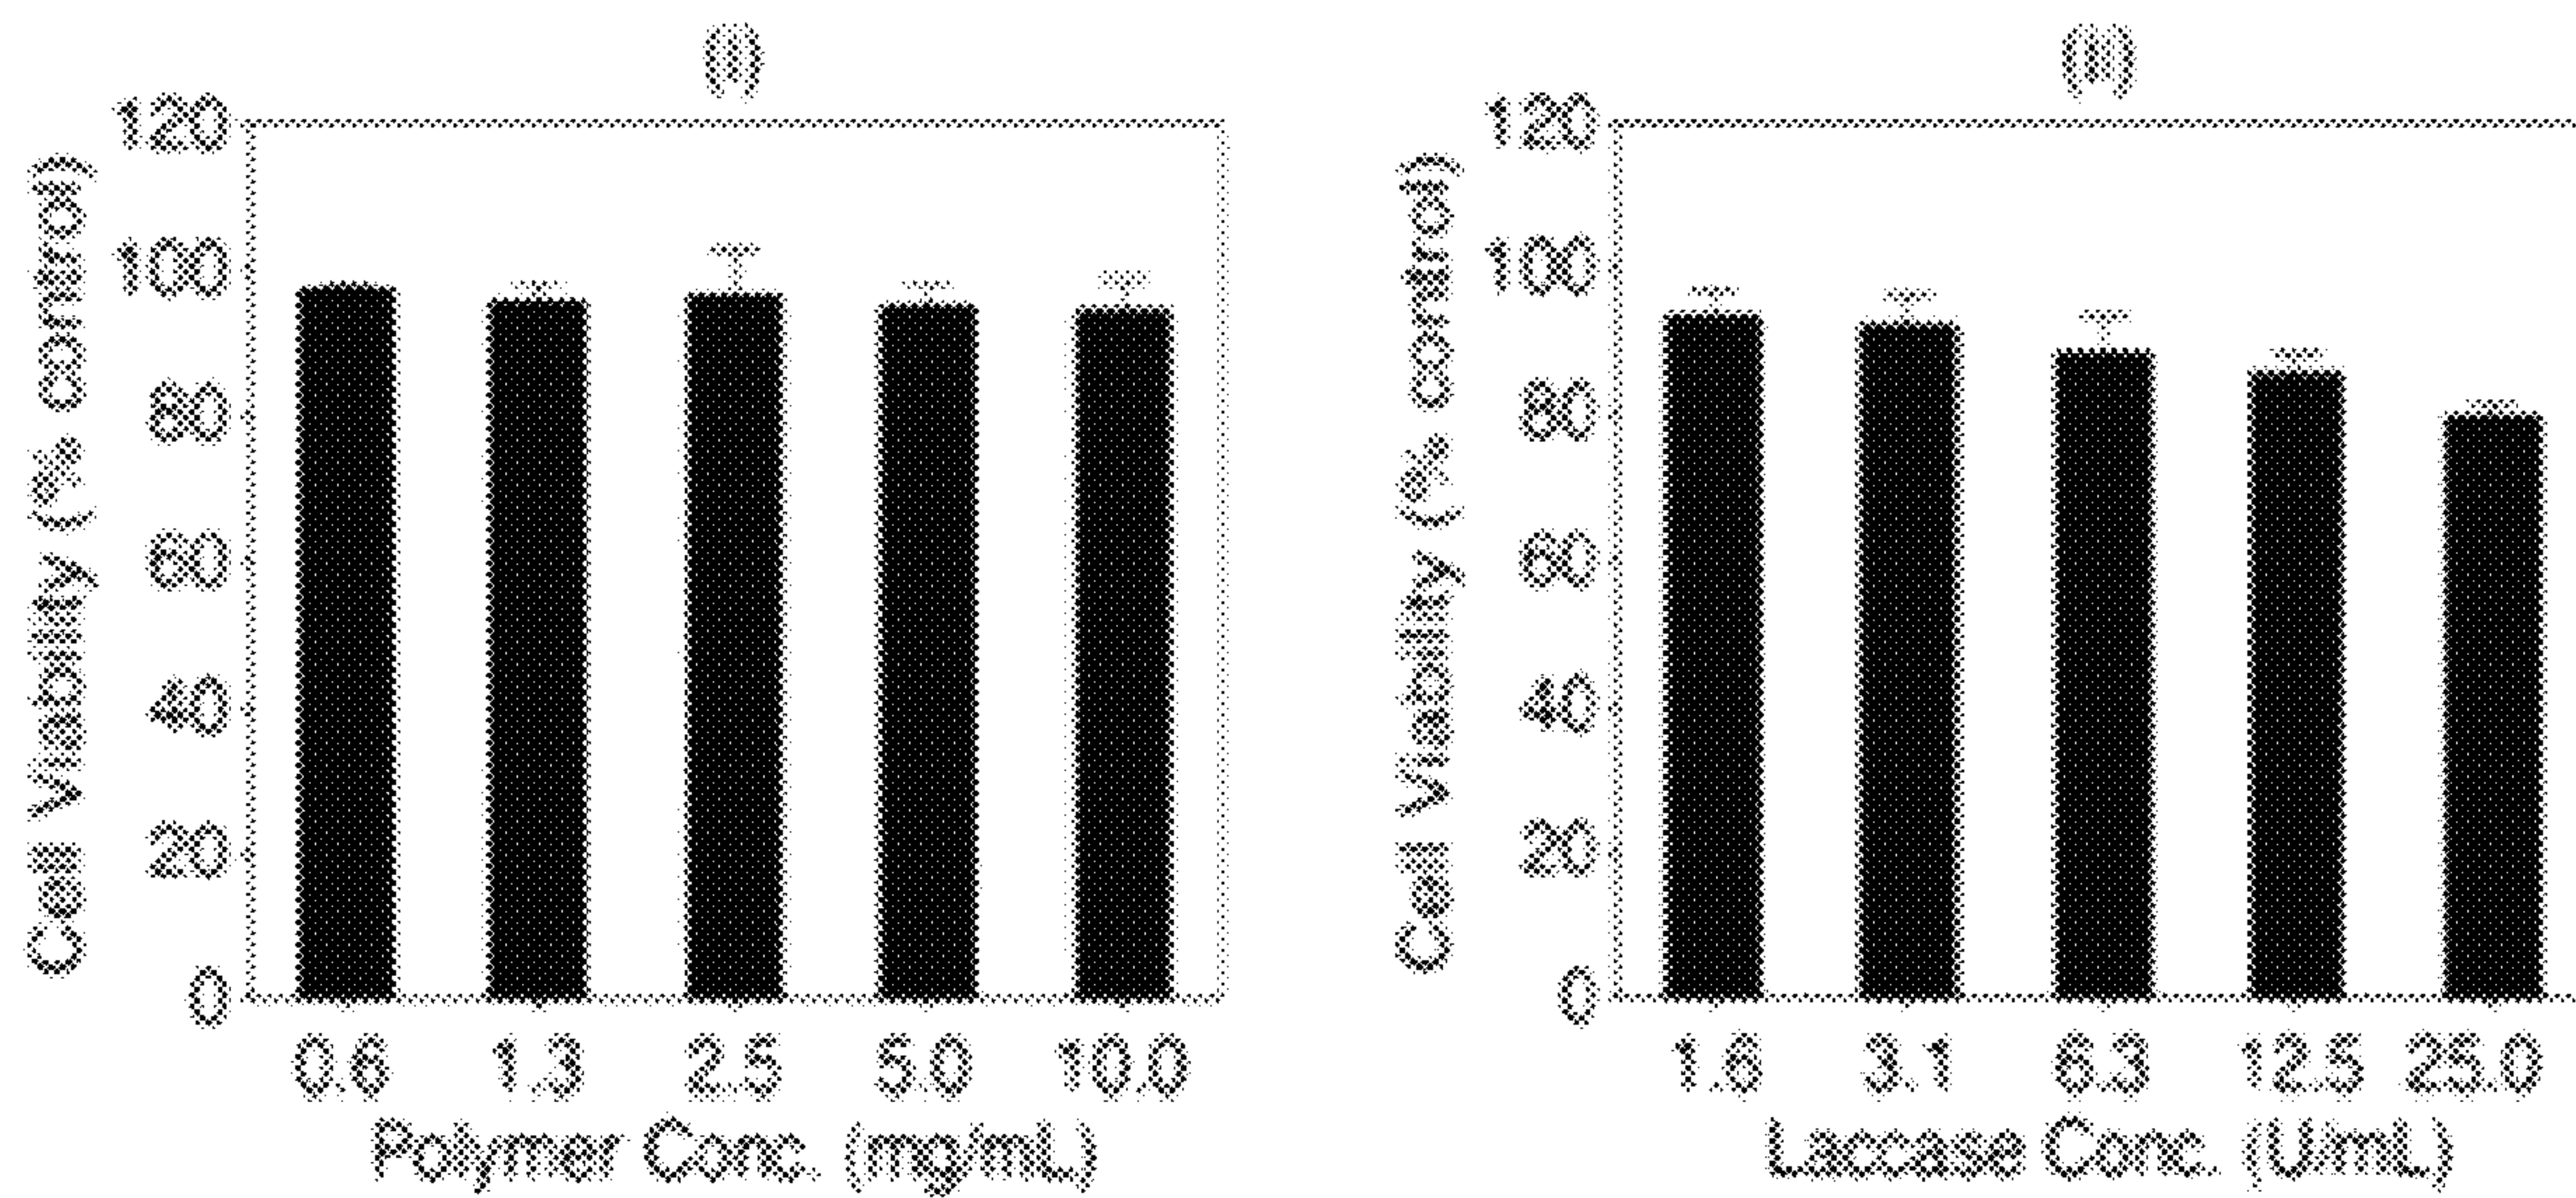 (i)
120
100
80
60
40
20
0
Cell Viability (% control)
0.6 1.3 2.5 5.0 10.0
Polymer Conc. (mg/mL)
(ii)
120
100
80
60
40
20
0
Cell Viability (% control)
1.6 3.1 6.3 12.5 25.0
Laccase Conc. (U/mL)